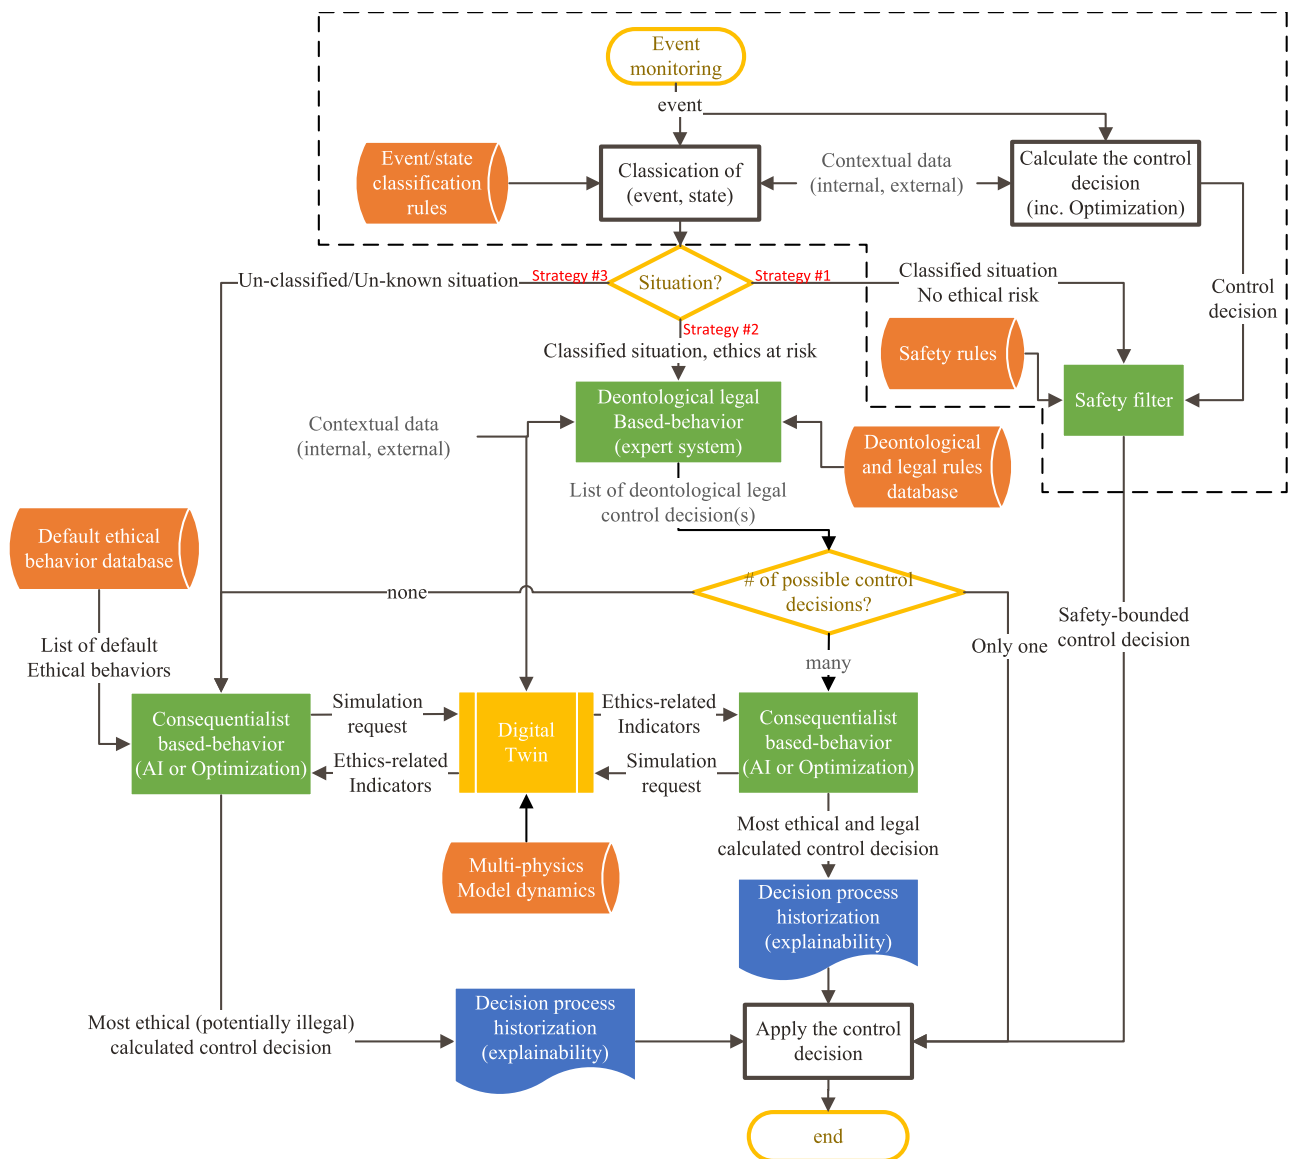 Event
monitoring
event
Event/state
classification
rules
Classication of
(event, state)
Contextual data
(internal, external)
Calculate the control
decision
(inc. Optimization)
Un-classified/Un-known situation
Strategy #3
Situation?
Strategy #1
Classified situation
No ethical risk
Control
decision
Strategy #2
Classified situation, ethics at risk
Safety rules
Safety filter
Deontological legal
Based-behavior
(expert system)
Contextual data
(internal, external)
Deontological
and legal rules
database
List of deontological legal
control decision(s)
Default ethical
behavior database
# of possible control
decisions?
none
Only one
Safety-bounded
control decision
List of default
Ethical behaviors
many
Consequentialist
based-behavior
(AI or Optimization)
Simulation
request
Ethics-related
Indicators
Digital
Twin
Ethics-related
Indicators
Simulation
request
Consequentialist
based-behavior
(AI or Optimization)
Most ethical and legal
calculated control decision
Multi-physics
Model dynamics
Decision process
historization
(explainability)
Most ethical (potentially illegal)
calculated control decision
Decision process
historization
(explainability)
Apply the control
decision
end